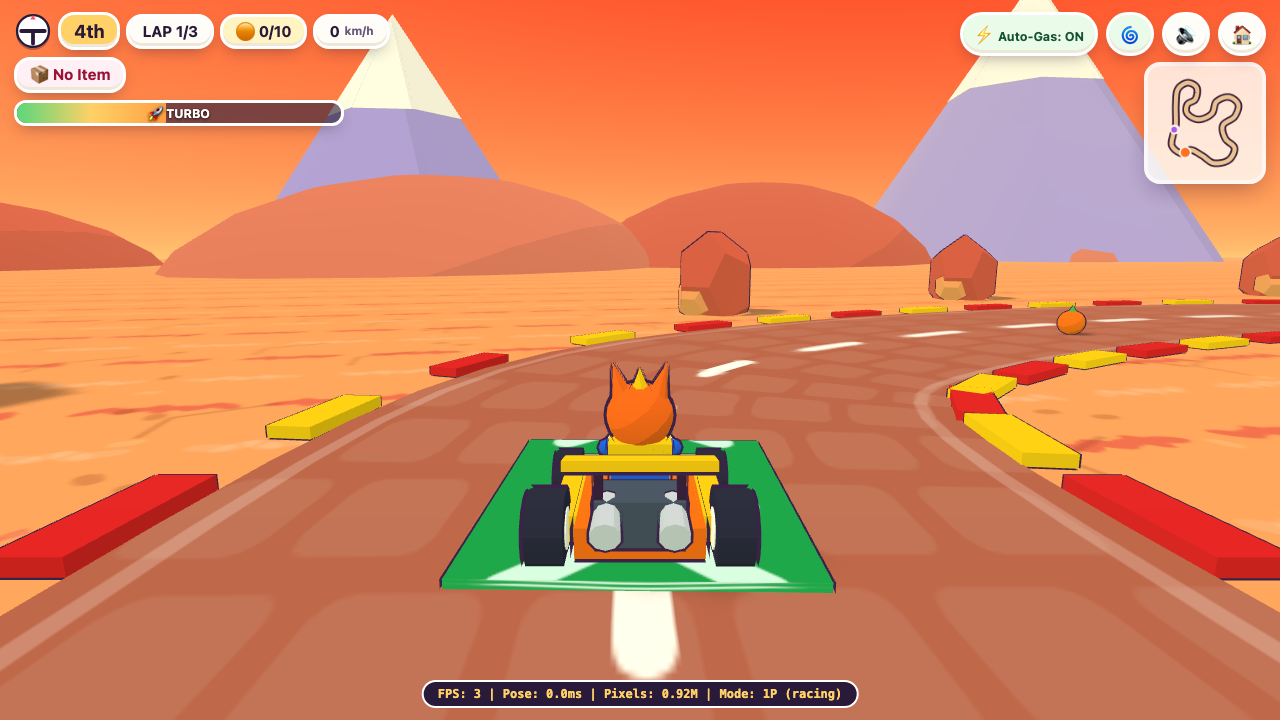 4th
LAP 1/3
0/10
0 km/h
Auto-Gas: ON
No Item
TURBO
FPS: 3 | Pose: 0.0ms | Pixels: 0.92M | Mode: 1P (racing)